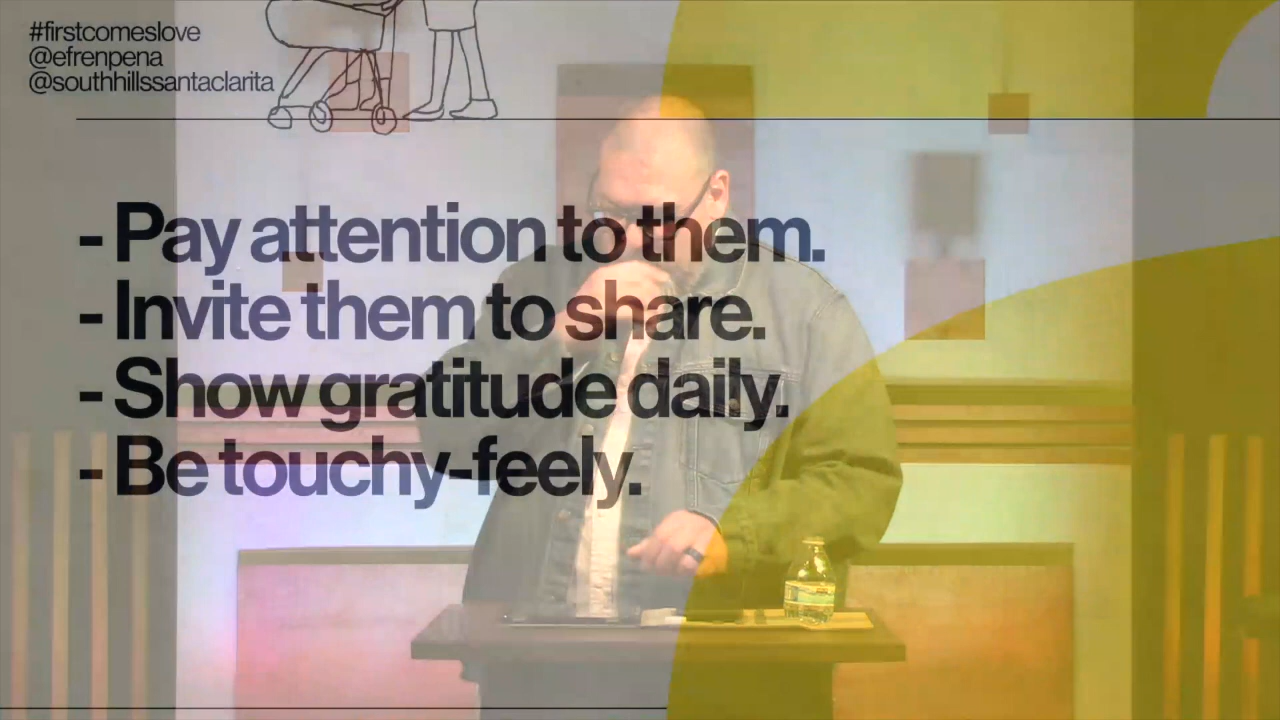 #firstcomeslove
@efrenpena
@southhillssantaclarita
- Pay attention to them.
- Invite them to share.
- Show gratitude daily.
- Be touchy-feely.